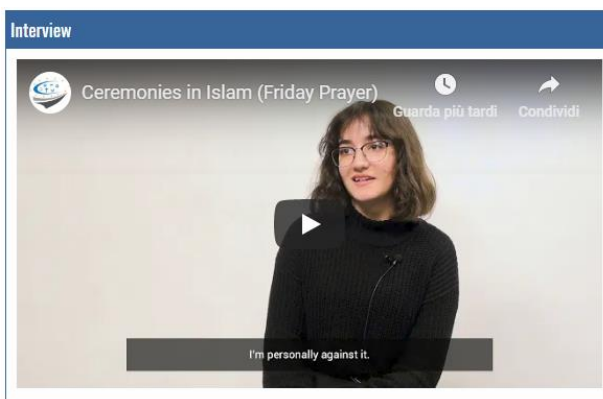 Interview
Ceremonies in Islam (Friday Prayer)
Guarda più tardi
Condividi
I'm personally against it.